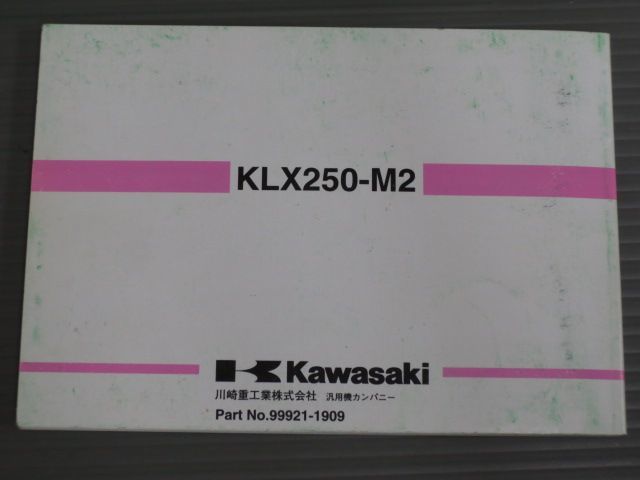 KLX250-M2
Kawasaki
川崎重工業株式会社 汎用機カンパニー
Part No.99921-1909